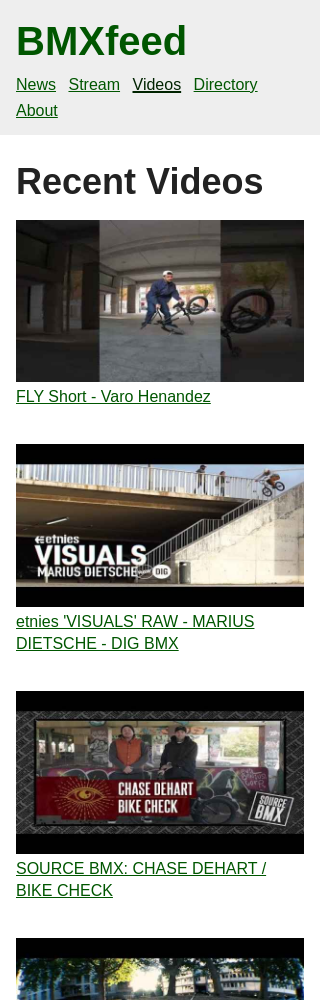 BMXfeed
News Stream Videos Directory
About
Recent Videos
FLY Short - Varo Henandez
etnies
VISUALS
MARIUS DIETSCHE
DIG
etnies 'VISUALS' RAW - MARIUS
DIETSCHE - DIG BMX
CHASE DEHART
BIKE CHECK
SOURCE
BMX
SOURCE BMX: CHASE DEHART /
BIKE CHECK